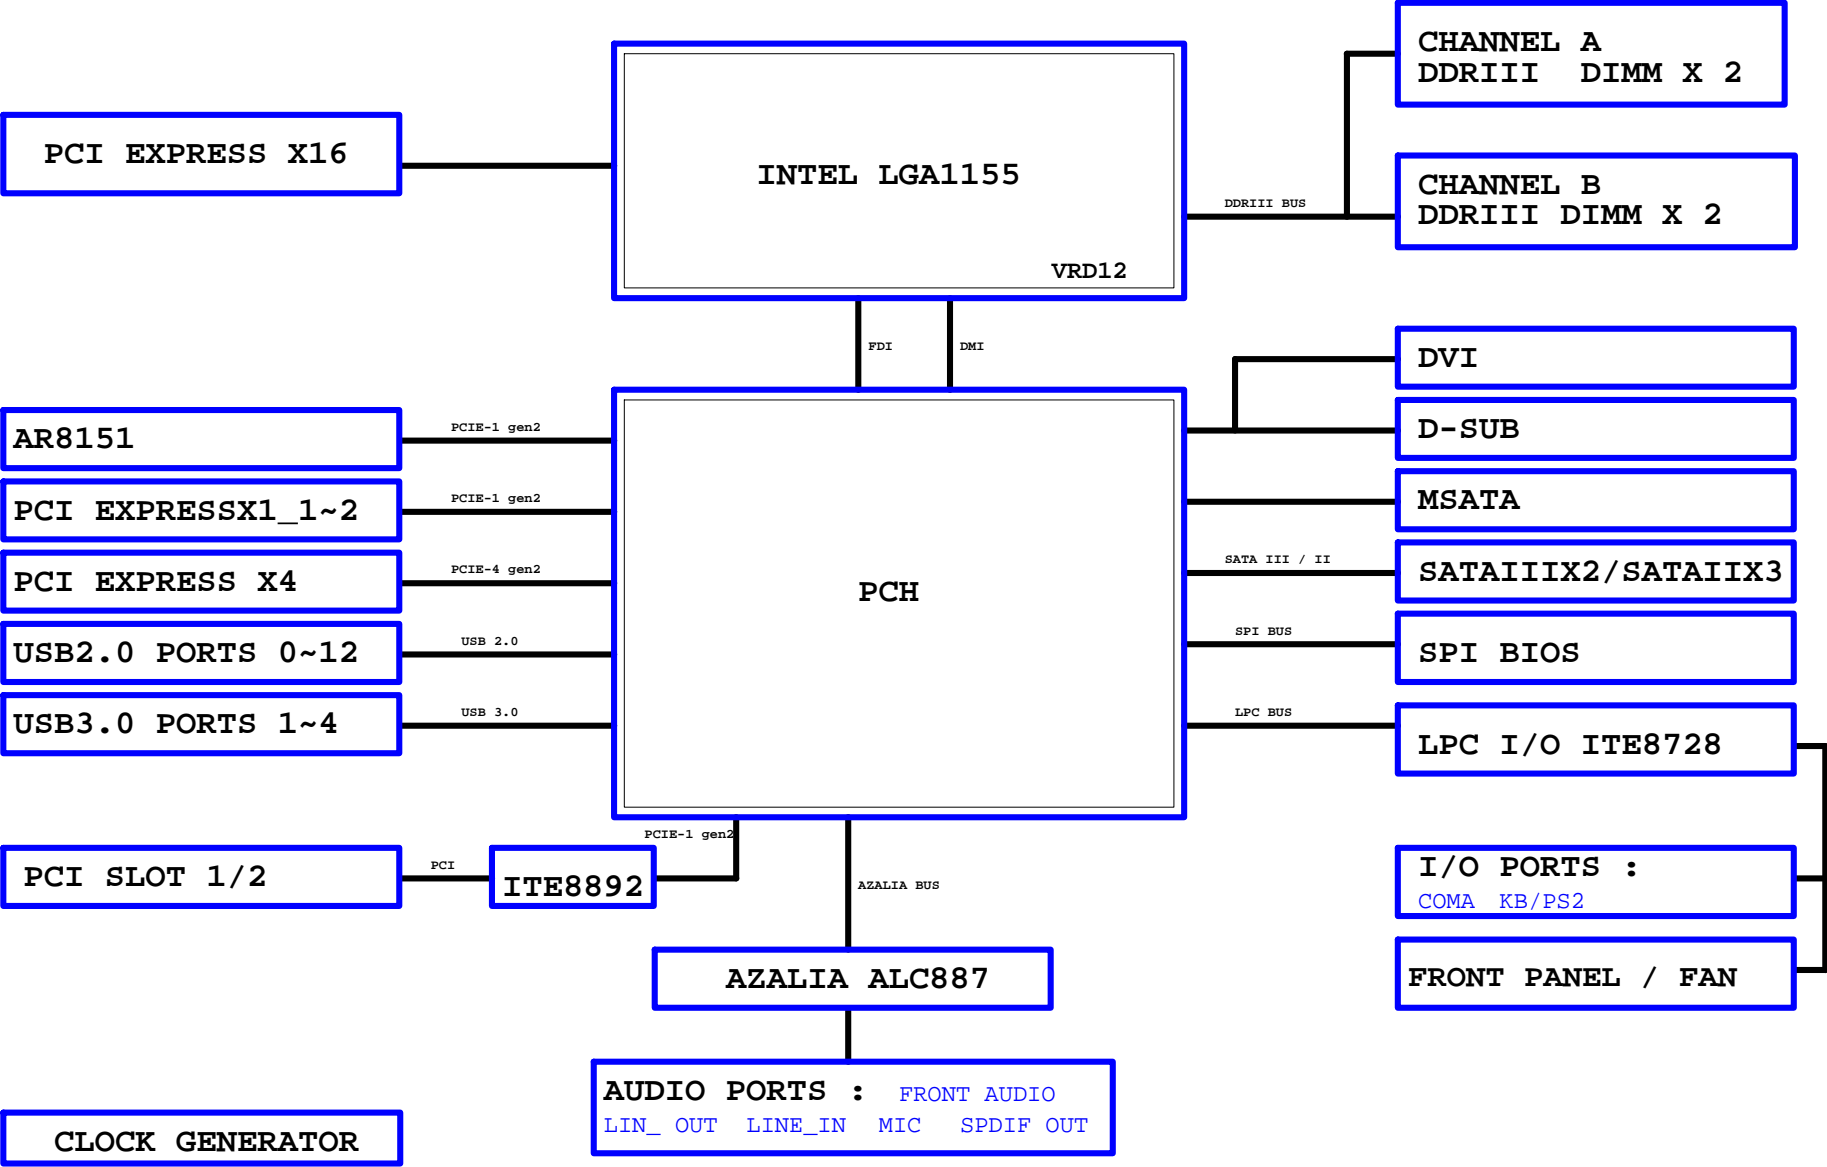 CHANNEL A
DDRIII DIMM X 2
PCI EXPRESS X16
INTEL LGA1155
VRD12
DDRIII BUS
CHANNEL B
DDRIII DIMM X 2
FDI
DMI
DVI
D-SUB
MSATA
SATA III / II
SATAIIIX2/SATAIIX3
SPI BUS
SPI BIOS
LPC BUS
LPC I/O ITE8728
AR8151
PCIE-1 gen2
PCI EXPRESSX1_1~2
PCIE-1 gen2
PCI EXPRESS X4
PCIE-4 gen2
USB2.0 PORTS 0~12
USB 2.0
USB3.0 PORTS 1~4
USB 3.0
PCH
PCIE-1 gen2
PCI SLOT 1/2
PCI
ITE8892
AZALIA BUS
I/O PORTS :
COMA KB/PS2
FRONT PANEL / FAN
AZALIA ALC887
AUDIO PORTS : FRONT AUDIO
LIN_ OUT LINE_IN MIC SPDIF OUT
CLOCK GENERATOR